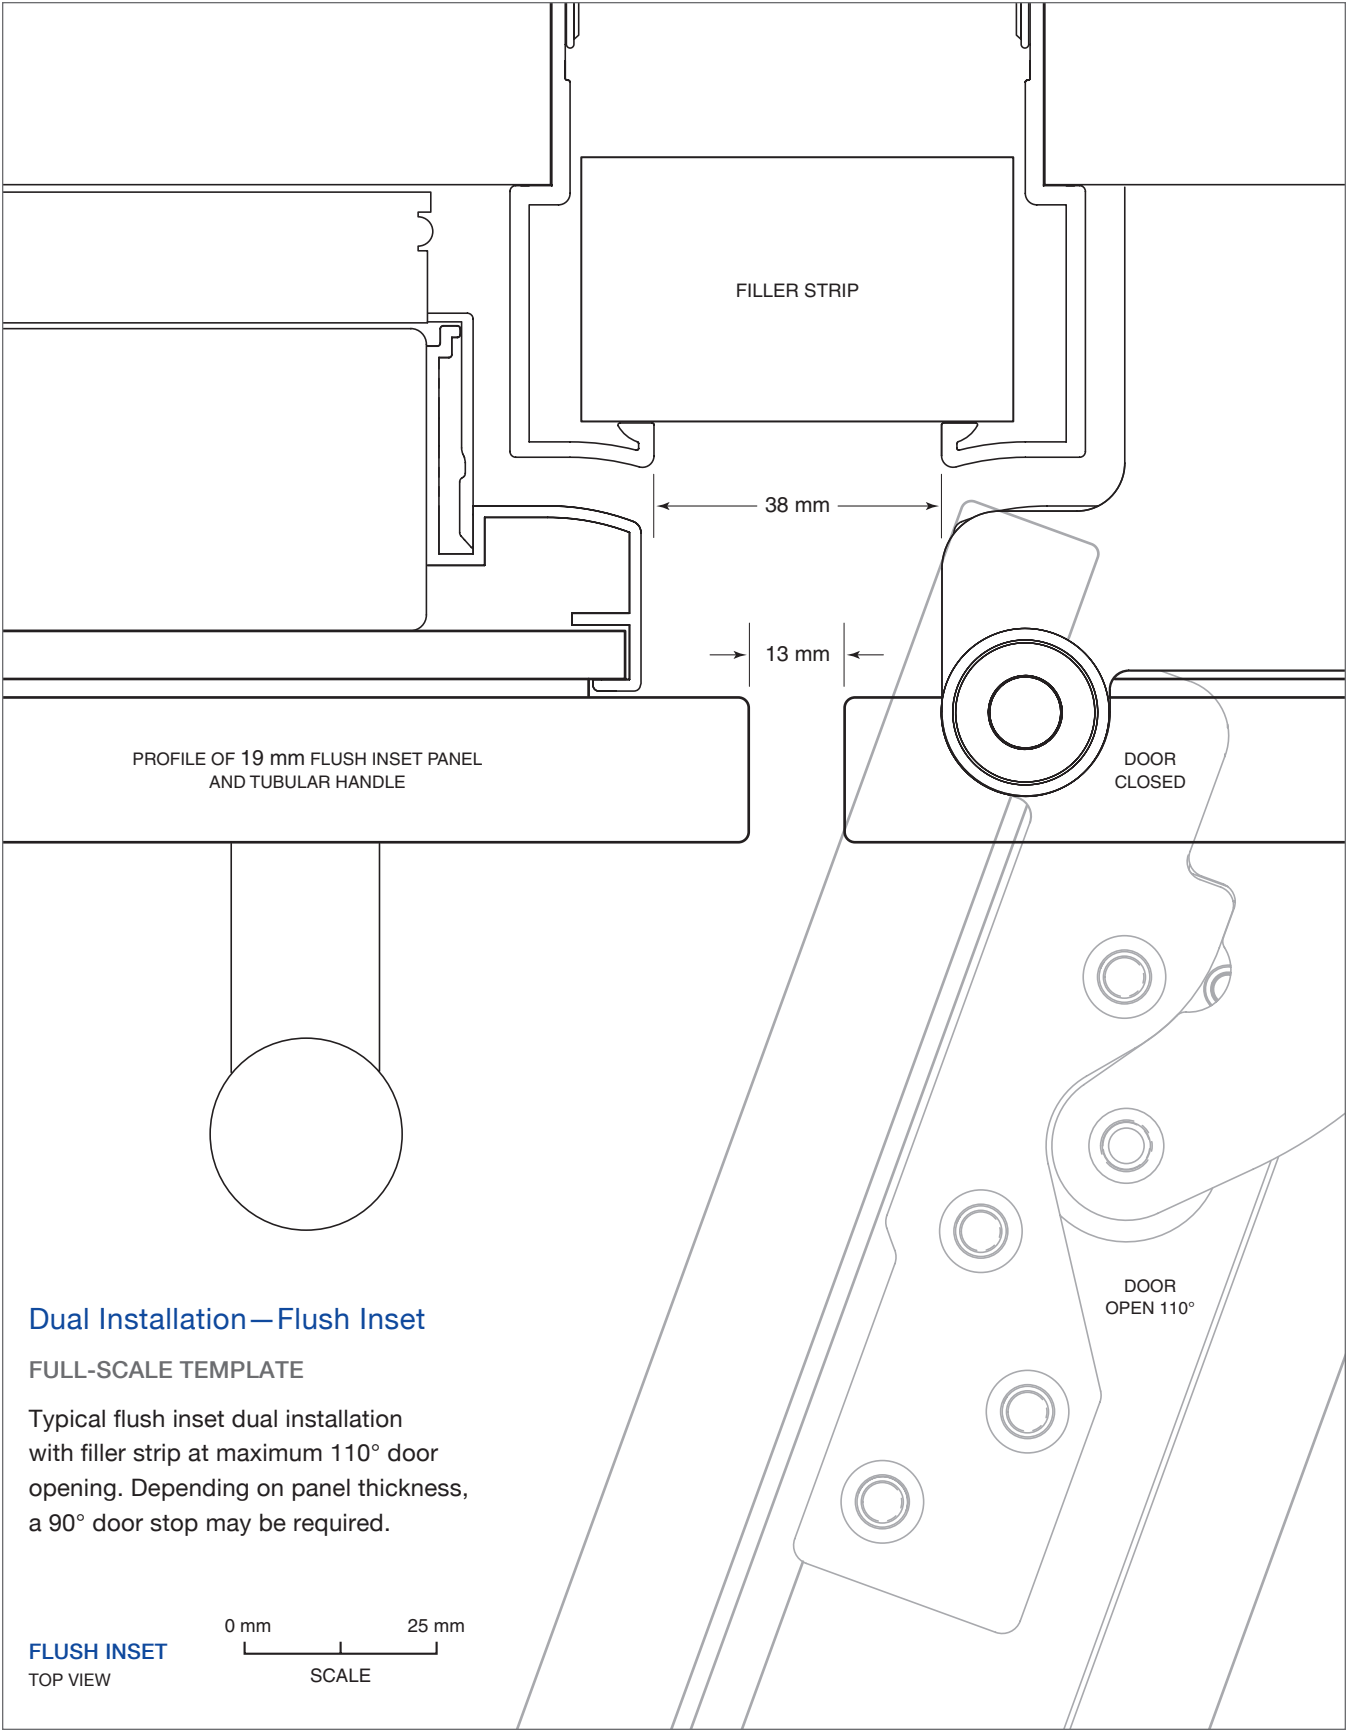 FILLER STRIP
38 mm
13 mm
PROFILE OF 19 mm FLUSH INSET PANEL
AND TUBULAR HANDLE
DOOR
CLOSED
DOOR
OPEN 110°
Dual Installation—Flush Inset
FULL-SCALE TEMPLATE
Typical flush inset dual installation
with filler strip at maximum 110° door
opening. Depending on panel thickness,
a 90° door stop may be required.
0 mm 25 mm
SCALE
FLUSH INSET
TOP VIEW